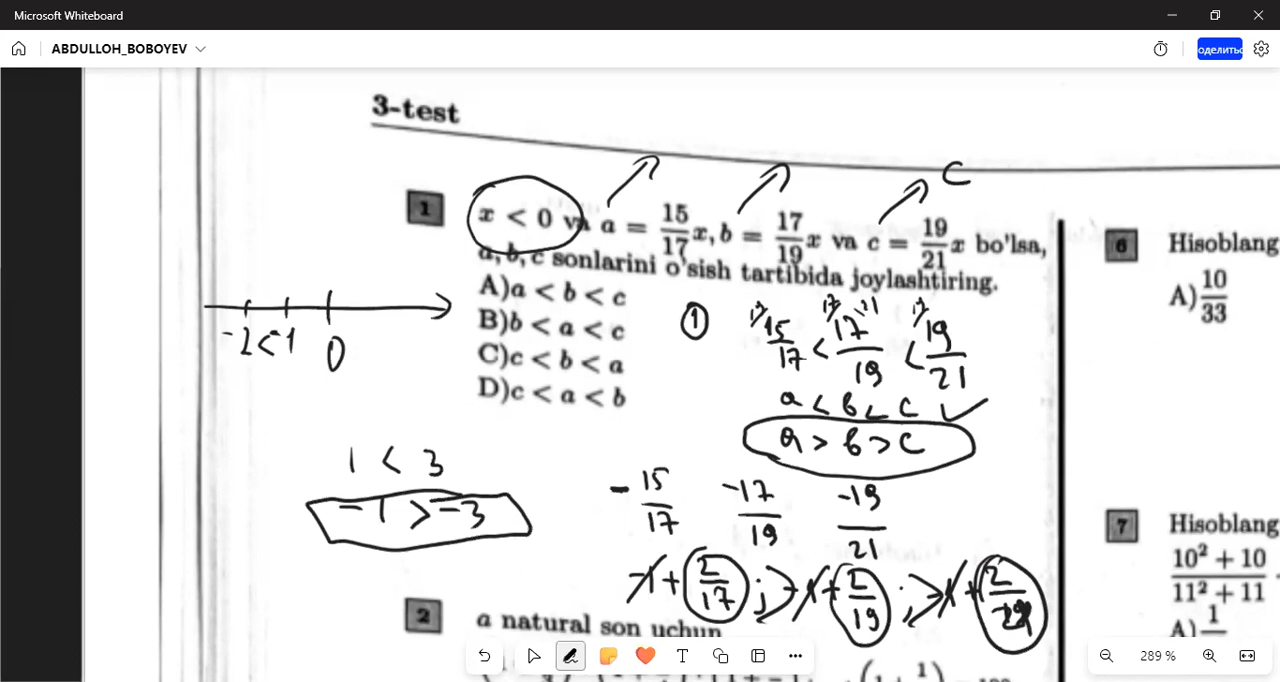 Microsoft Whiteboard
ABDULLOH_BOBOYEV
оделитьс
3-test
C
1
x < 0 va a = 15/17 x, b = 17/19 x va c = 19/21 x bo'lsa,
a, b, c sonlarini o'sish tartibida joylashtiring.
A)a < b < c
B)b < a < c
C)c < b < a
D)c < a < b
-2 < -1 0
1
15/17 < 17/19 < 19/21
a < b < c
a > b > c
1 < 3
-1 > -3
-15/17 -17/19 -19/21
-1 + 2/17 ; > -1 + 2/19 ; > -1 + 2/21
2
a natural son uchun
6
Hisoblang
A) 10/33
7
Hisoblang
10² + 10
11² + 11
A) 1
289 %